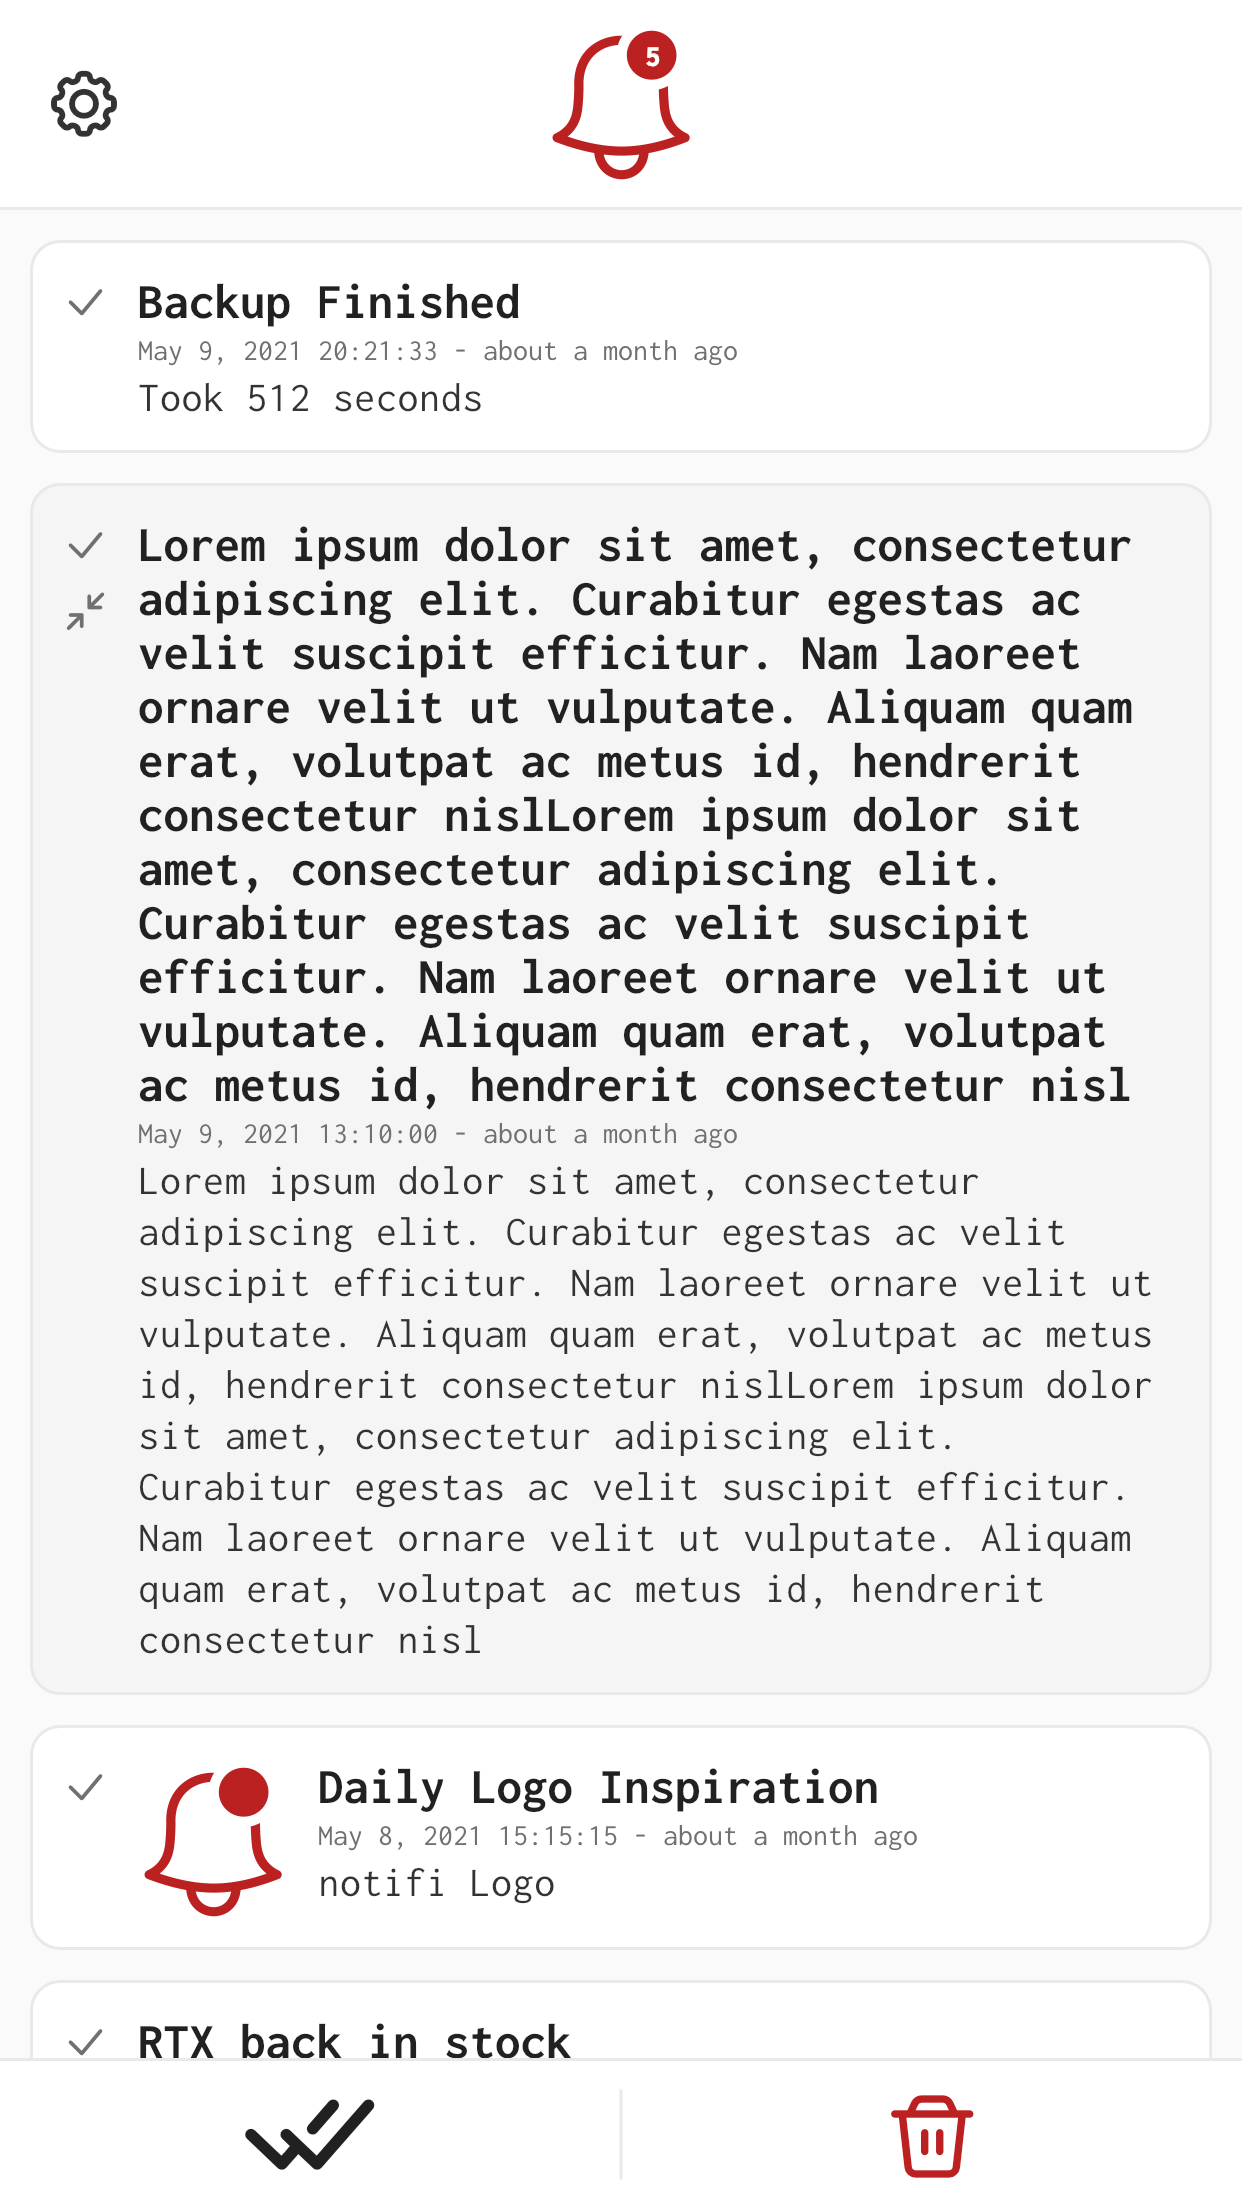 5
Backup Finished
May 9, 2021 20:21:33 - about a month ago
Took 512 seconds
Lorem ipsum dolor sit amet, consectetur
adipiscing elit. Curabitur egestas ac
velit suscipit efficitur. Nam laoreet
ornare velit ut vulputate. Aliquam quam
erat, volutpat ac metus id, hendrerit
consectetur nislLorem ipsum dolor sit
amet, consectetur adipiscing elit.
Curabitur egestas ac velit suscipit
efficitur. Nam laoreet ornare velit ut
vulputate. Aliquam quam erat, volutpat
ac metus id, hendrerit consectetur nisl
May 9, 2021 13:10:00 - about a month ago
Lorem ipsum dolor sit amet, consectetur
adipiscing elit. Curabitur egestas ac velit
suscipit efficitur. Nam laoreet ornare velit ut
vulputate. Aliquam quam erat, volutpat ac metus
id, hendrerit consectetur nislLorem ipsum dolor
sit amet, consectetur adipiscing elit.
Curabitur egestas ac velit suscipit efficitur.
Nam laoreet ornare velit ut vulputate. Aliquam
quam erat, volutpat ac metus id, hendrerit
consectetur nisl
Daily Logo Inspiration
May 8, 2021 15:15:15 - about a month ago
notifi Logo
RTX back in stock